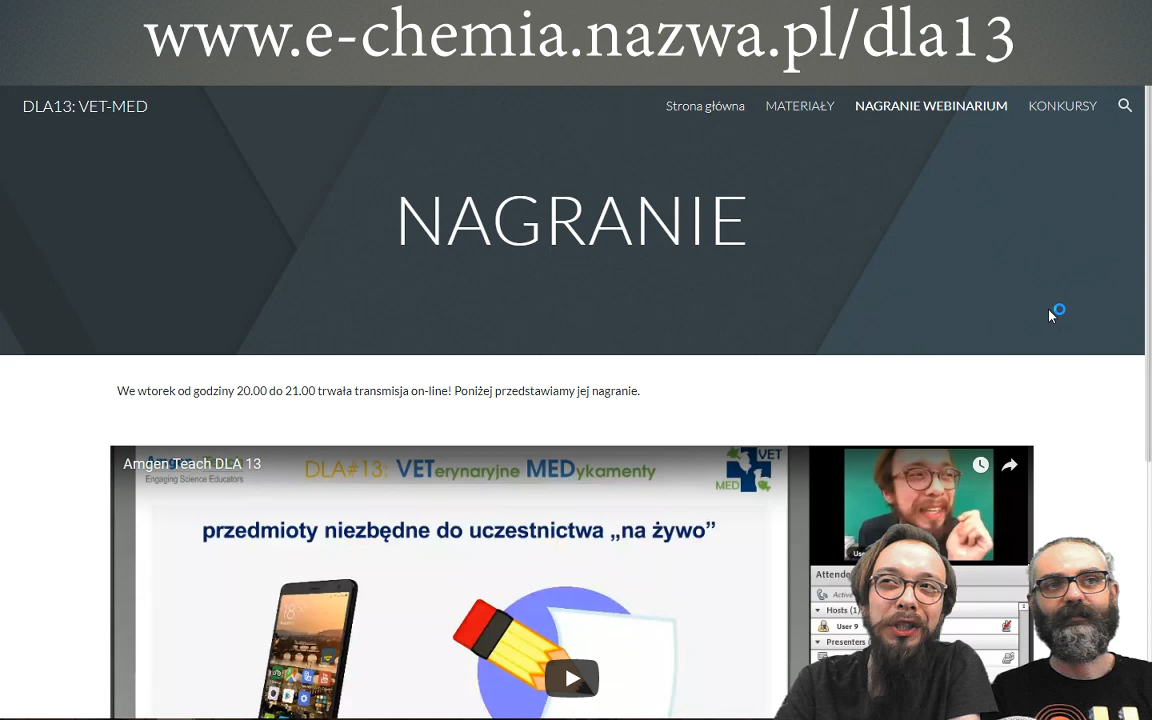 www.e-chemia.nazwa.pl/dla13
DLA13: VET-MED
Strona główna
MATERIAŁY
NAGRANIE WEBINARIUM
KONKURSY
NAGRANIE
We wtorek od godziny 20.00 do 21.00 trwała transmisja on-line! Poniżej przedstawiamy jej nagranie.
Amgen Teach DLA 13
Engaging Science Educators
DLA#13: VETerynaryjne MEDykamenty
VET
MED
przedmioty niezbędne do uczestnictwa „na żywo”
Hosts (1)
User 9
Presenters